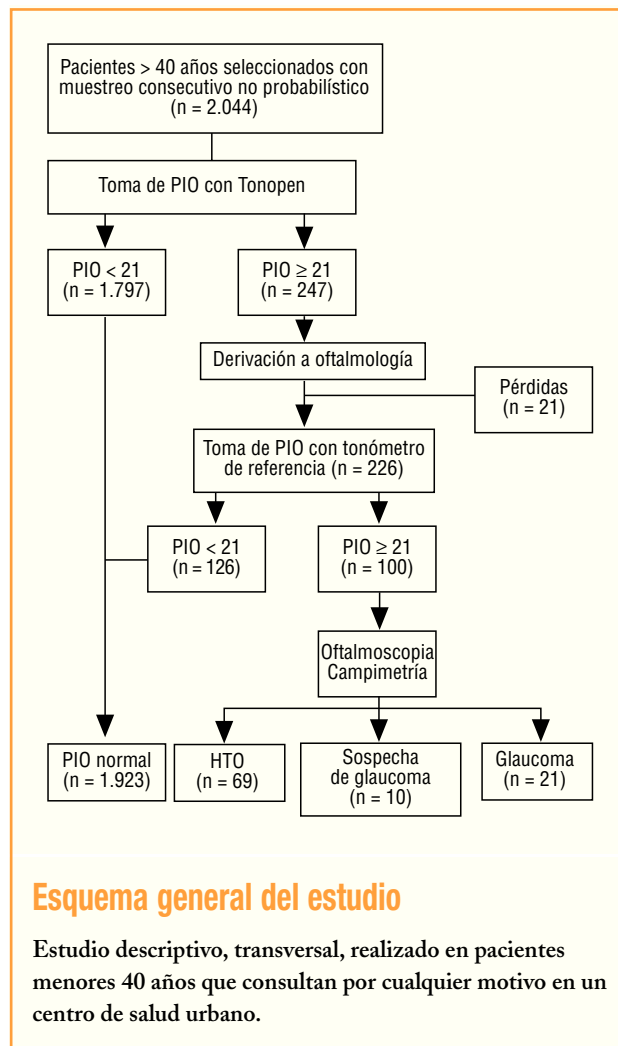 Pacientes > 40 años seleccionados con
muestreo consecutivo no probabilístico
(n = 2.044)
Toma de PIO con Tonopen
PIO < 21
(n = 1.797)
PIO ≥ 21
(n = 247)
Derivación a oftalmología
Pérdidas
(n = 21)
Toma de PIO con tonómetro
de referencia (n = 226)
PIO < 21
(n = 126)
PIO ≥ 21
(n = 100)
Oftalmoscopia
Campimetría
PIO normal
(n = 1.923)
HTO
(n = 69)
Sospecha
de glaucoma
(n = 10)
Glaucoma
(n = 21)
Esquema general del estudio
Estudio descriptivo, transversal, realizado en pacientes
menores 40 años que consultan por cualquier motivo en un
centro de salud urbano.